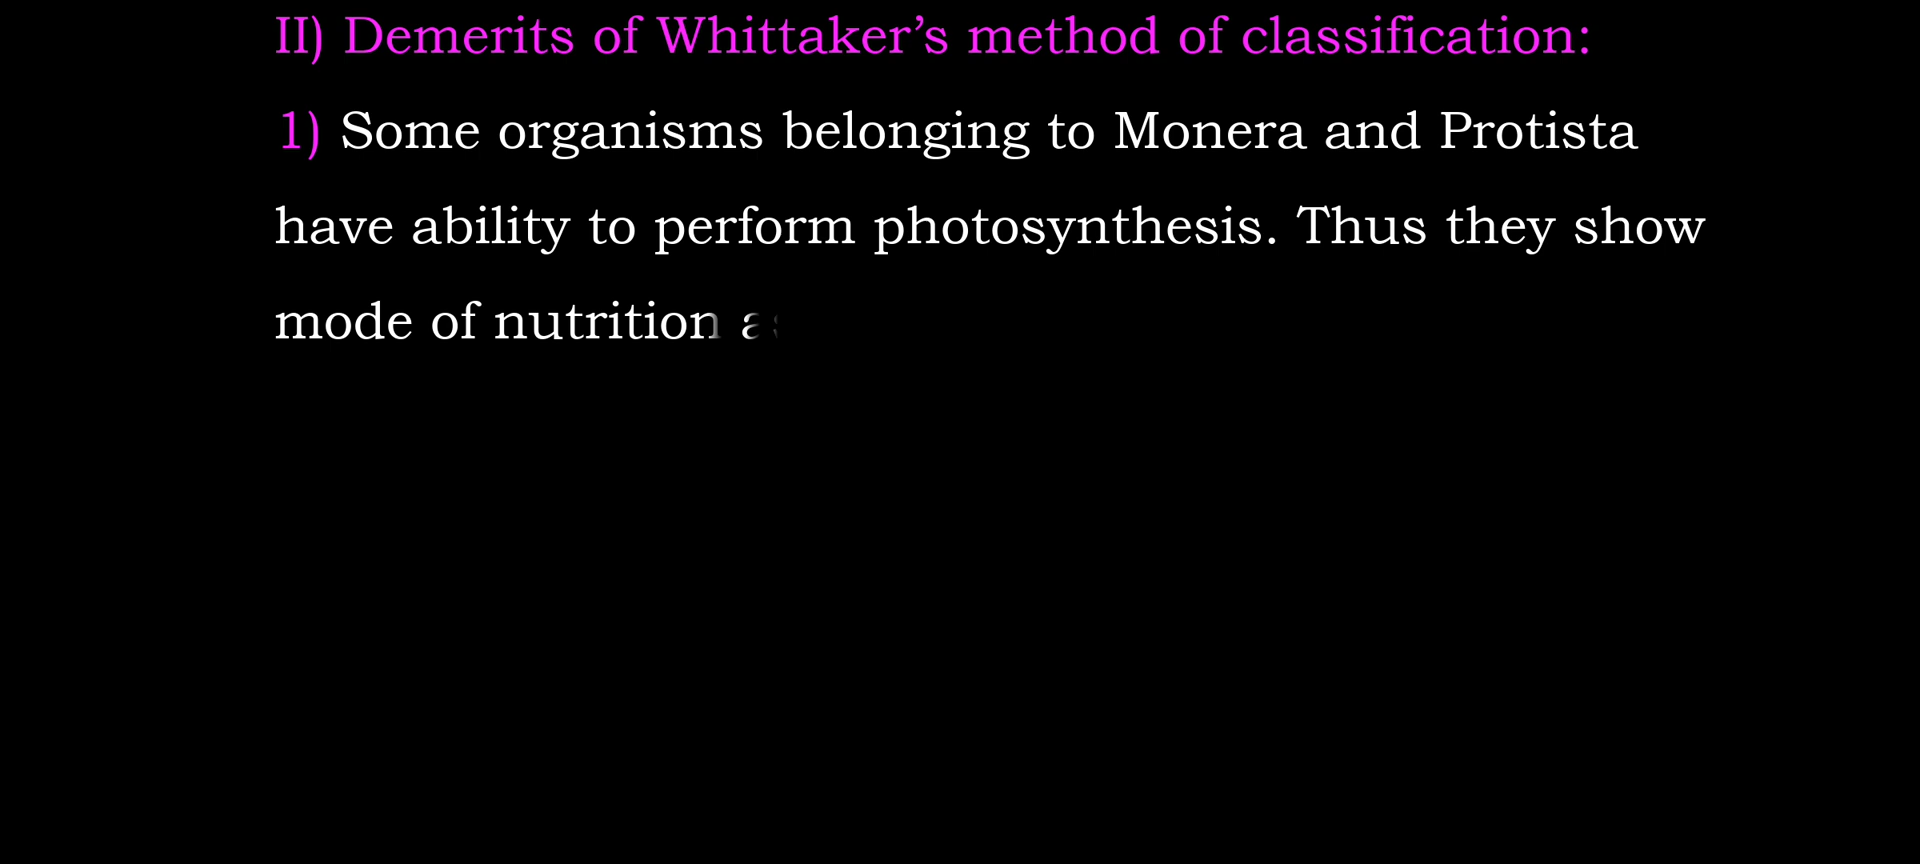 II) Demerits of Whittaker’s method of classification:
1) Some organisms belonging to Monera and Protista
have ability to perform photosynthesis. Thus they show
mode of nutrition